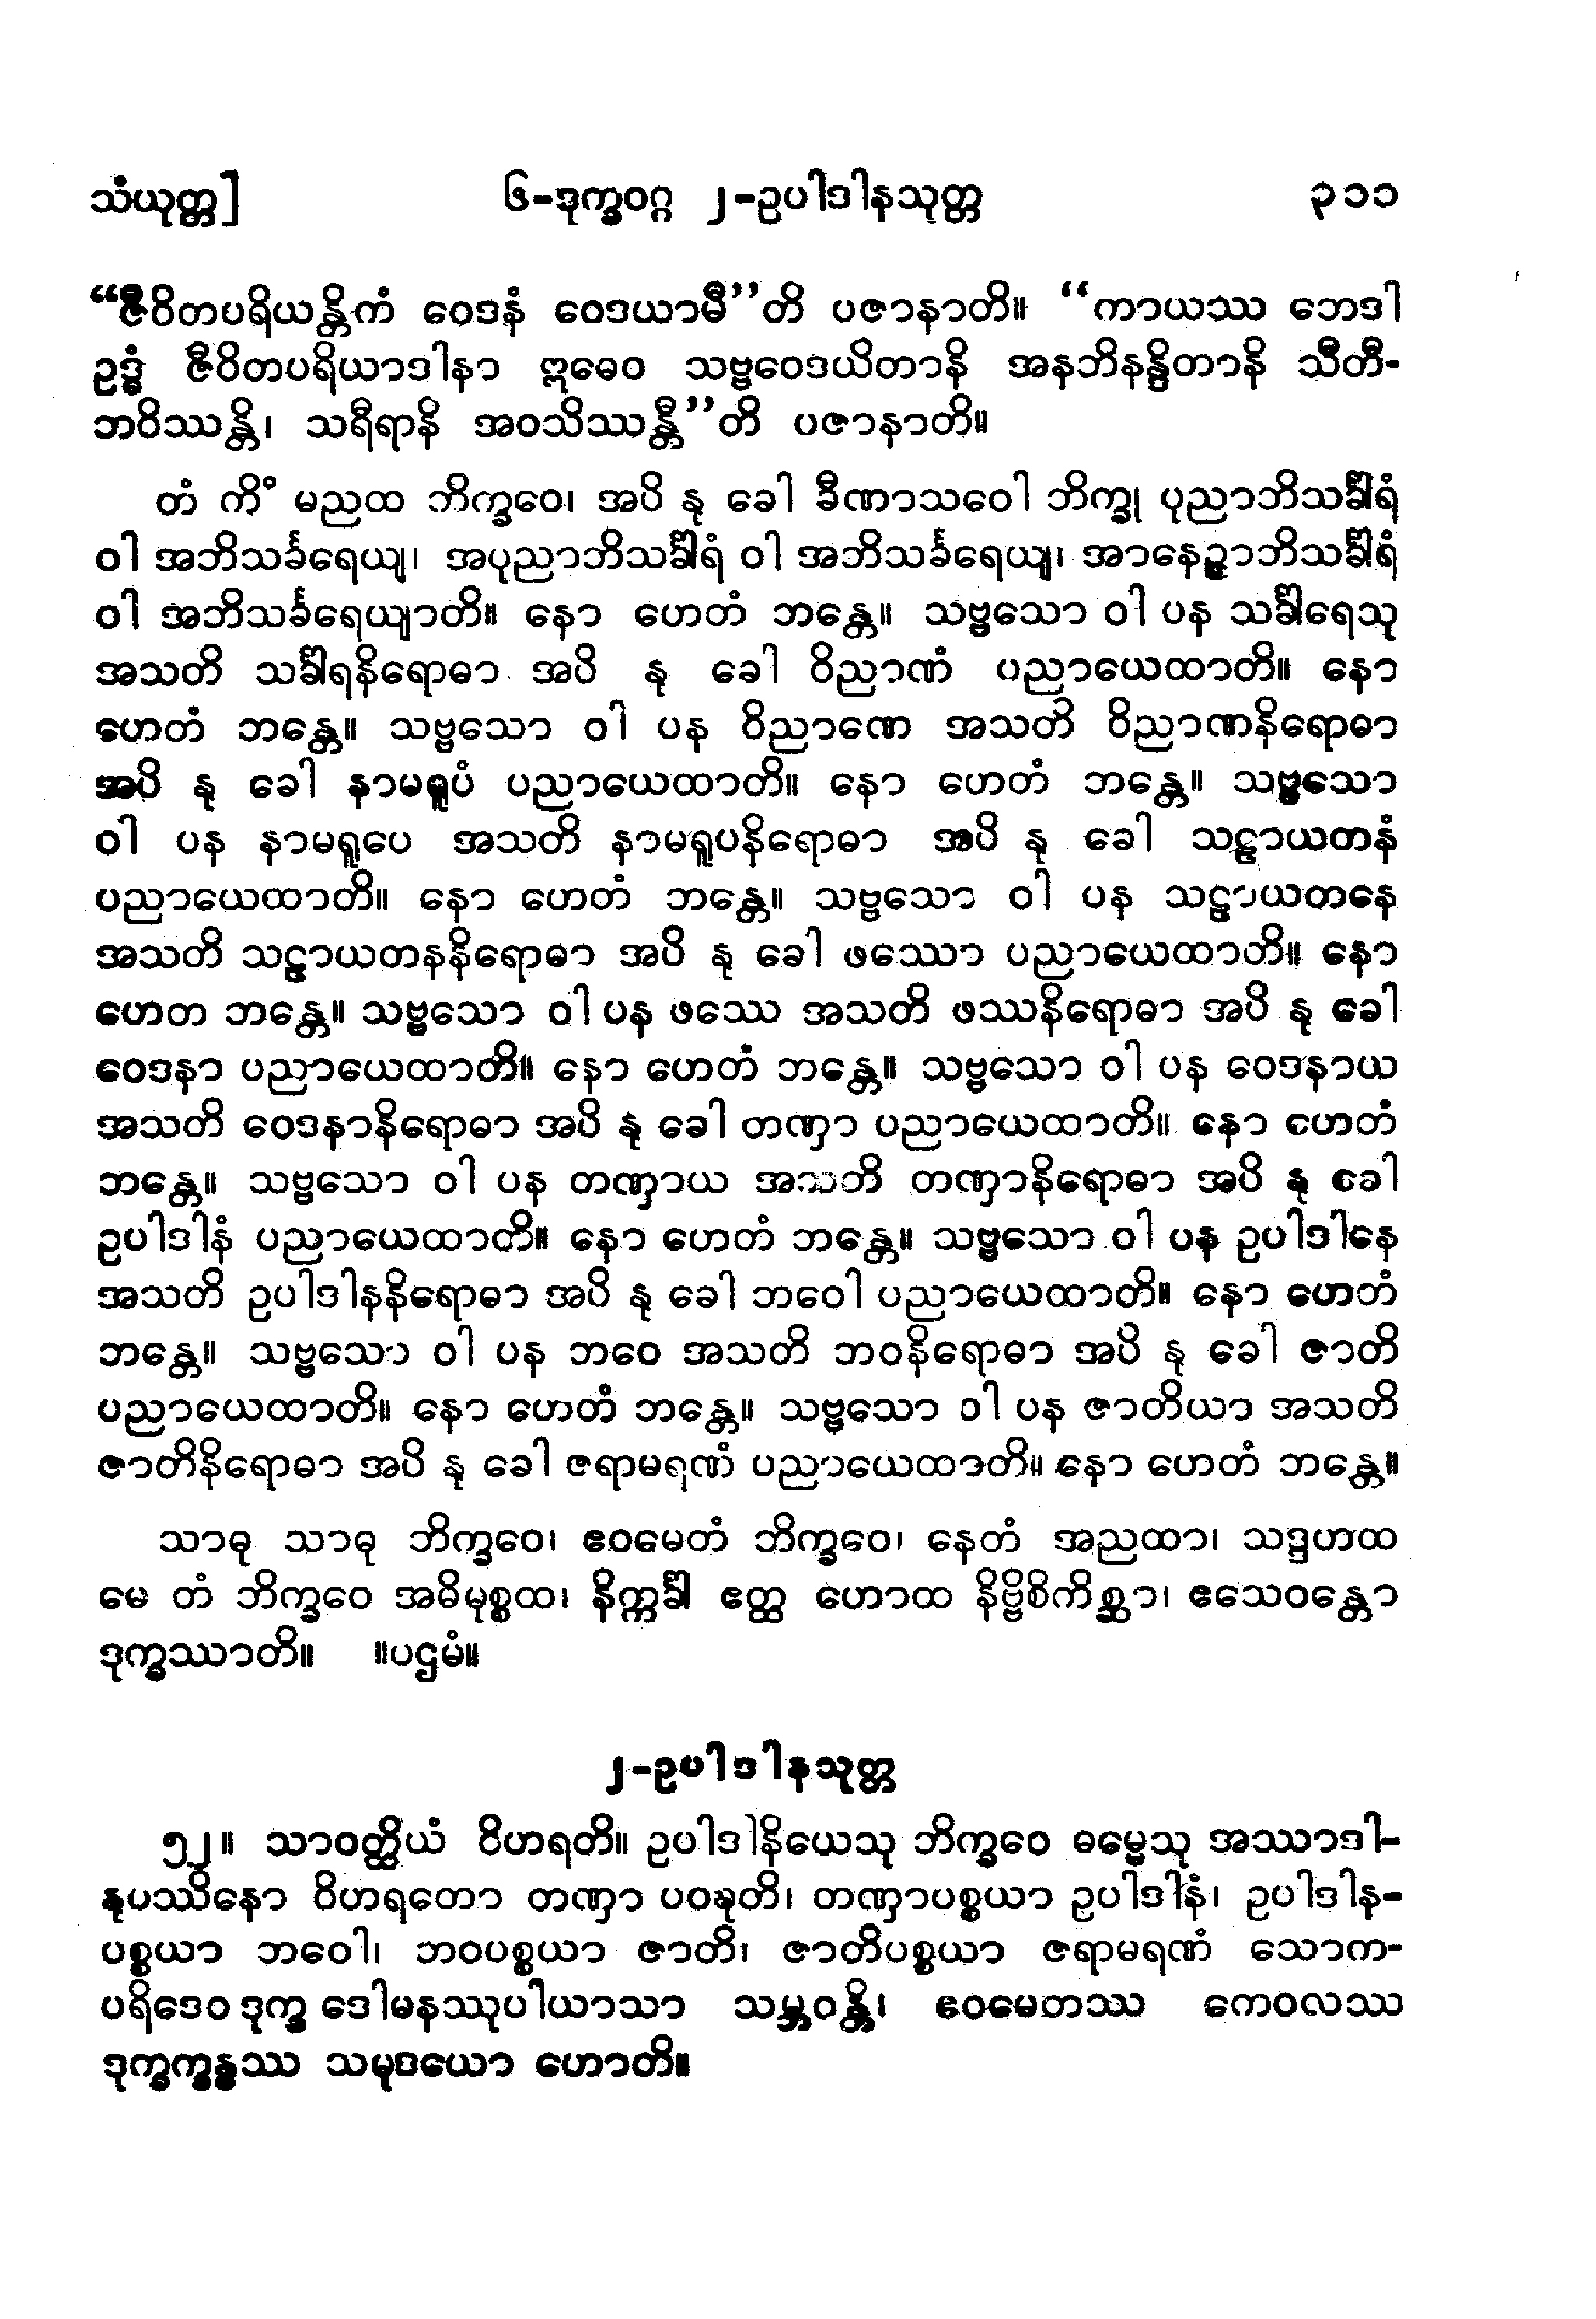 သံယုတ္တ] ၆-ဒုက္ခဝဂ္ဂ ၂-ဥပါဒါနသုတ္တ ၃၁၁
“ဇီဝိတပရိယန္တိကံ ဝေဒနံ ဝေဒယာမီ”တိ ပဇာနာတိ။ “ကာယဿ ဘေဒါ
ဥဒ္ဓံ ဇီဝိတပရိယာဒါနာ ဣဓေဝ သဗ္ဗဝေဒယိတာနိ အနဘိနန္ဒိတာနိ သီတီ-
ဘဝိဿန္တိ၊ သရီရာနိ အဝသိဿန္တီ”တိ ပဇာနာတိ။
တံ ကိံ မညထ ဘိက္ခဝေ၊ အပိ နု ခေါ ခီဏာသဝေါ ဘိက္ခု ပုညာဘိသင်္ခါရံ
ဝါ အဘိသင်္ခရေယျ၊ အပုညာဘိသင်္ခါရံ ဝါ အဘိသင်္ခရေယျ၊ အာနေဉ္ဇာဘိသင်္ခါရံ
ဝါ အဘိသင်္ခရေယျာတိ။ နော ဟေတံ ဘန္တေ။ သဗ္ဗသော ဝါ ပန သင်္ခါရေသု
အသတိ သင်္ခါရနိရောဓာ အပိ နု ခေါ ဝိညာဏံ ပညာယေထာတိ။ နော
ဟေတံ ဘန္တေ။ သဗ္ဗသော ဝါ ပန ဝိညာဏေ အသတိ ဝိညာဏနိရောဓာ
အပိ နု ခေါ နာမရူပံ ပညာယေထာတိ။ နော ဟေတံ ဘန္တေ။ သဗ္ဗသော
ဝါ ပန နာမရူပေ အသတိ နာမရူပနိရောဓာ အပိ နု ခေါ သဠာယတနံ
ပညာယေထာတိ။ နော ဟေတံ ဘန္တေ။ သဗ္ဗသော ဝါ ပန သဠာယတနေ
အသတိ သဠာယတနနိရောဓာ အပိ နု ခေါ ဖဿော ပညာယေထာတိ။ နော
ဟေတ ဘန္တေ။ သဗ္ဗသော ဝါ ပန ဖဿေ အသတိ ဖဿနိရောဓာ အပိ နု ခေါ
ဝေဒနာ ပညာယေထာတိ။ နော ဟေတံ ဘန္တေ။ သဗ္ဗသော ဝါ ပန ဝေဒနာယ
အသတိ ဝေဒနာနိရောဓာ အပိ နု ခေါ တဏှာ ပညာယေထာတိ။ နော ဟေတံ
ဘန္တေ။ သဗ္ဗသော ဝါ ပန တဏှာယ အသတိ တဏှာနိရောဓာ အပိ နု ခေါ
ဥပါဒါနံ ပညာယေထာတိ။ နော ဟေတံ ဘန္တေ။ သဗ္ဗသော ဝါ ပန ဥပါဒါနေ
အသတိ ဥပါဒါနနိရောဓာ အပိ နု ခေါ ဘဝေါ ပညာယေထာတိ။ နော ဟေတံ
ဘန္တေ။ သဗ္ဗသော ဝါ ပန ဘဝေ အသတိ ဘဝနိရောဓာ အပိ နု ခေါ ဇာတိ
ပညာယေထာတိ။ နော ဟေတံ ဘန္တေ။ သဗ္ဗသော ဝါ ပန ဇာတိယာ အသတိ
ဇာတိနိရောဓာ အပိ နု ခေါ ဇရာမရဏံ ပညာယေထာတိ။ နော ဟေတံ ဘန္တေ။
သာဓု သာဓု ဘိက္ခဝေ၊ ဧဝမေတံ ဘိက္ခဝေ၊ နေတံ အညထာ၊ သဒ္ဒဟထ
မေ တံ ဘိက္ခဝေ အဓိမုစ္စထ၊ နိက္ကင်္ခါ ဧတ္ထ ဟောထ နိဗ္ဗိစိကိစ္ဆာ၊ ဧသေဝန္တော
ဒုက္ခဿာတိ။ ။ပဌမံ။
၂-ဥပါဒါနသုတ္တ
၅၂။ သာဝတ္ထိယံ ဝိဟရတိ။ ဥပါဒါနိယေသု ဘိက္ခဝေ ဓမ္မေသု အဿာဒါ-
နုပဿိနော ဝိဟရတော တဏှာ ပဝဍ္ဎတိ၊ တဏှာပစ္စယာ ဥပါဒါနံ၊ ဥပါဒါန-
ပစ္စယာ ဘဝေါ၊ ဘဝပစ္စယာ ဇာတိ၊ ဇာတိပစ္စယာ ဇရာမရဏံ သောက-
ပရိဒေဝ ဒုက္ခ ဒေါမနဿုပါယာသာ သမ္ဘဝန္တိ၊ ဧဝမေတဿ ကေဝလဿ
ဒုက္ခက္ခန္ဓဿ သမုဒယော ဟောတိ။